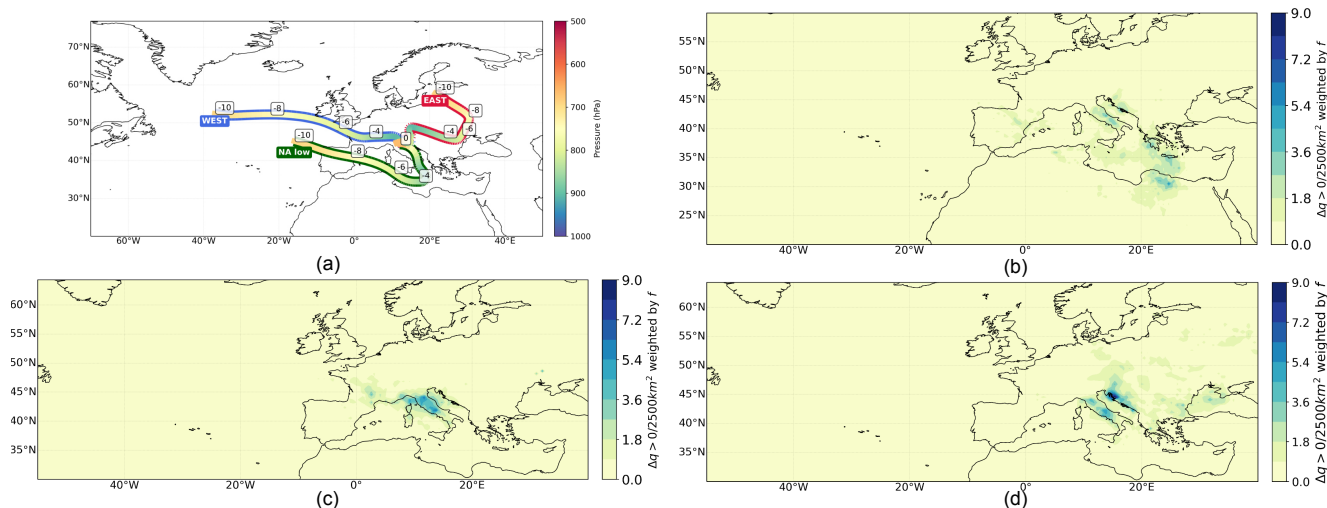 70°N
60°N
50°N
40°N
30°N
60°W 40°W 20°W 0° 20°E 40°E
-10
-8
-6
-4
WEST
-10
-8
-6
-4
NA low
-10
-8
-6
-4
0
EAST
500
600
700
800
900
1000
Pressure (hPa)
(a)
55°N
50°N
45°N
40°N
35°N
30°N
25°N
40°W 20°W 0° 20°E
9.0
7.2
5.4
3.6
1.8
0.0
Δq > 0/2500km² weighted by f
(b)
60°N
55°N
50°N
45°N
40°N
35°N
40°W 20°W 0° 20°E
9.0
7.2
5.4
3.6
1.8
0.0
Δq > 0/2500km² weighted by f
(c)
60°N
55°N
50°N
45°N
40°N
35°N
30°N
40°W 20°W 0° 20°E
9.0
7.2
5.4
3.6
1.8
0.0
Δq > 0/2500km² weighted by f
(d)